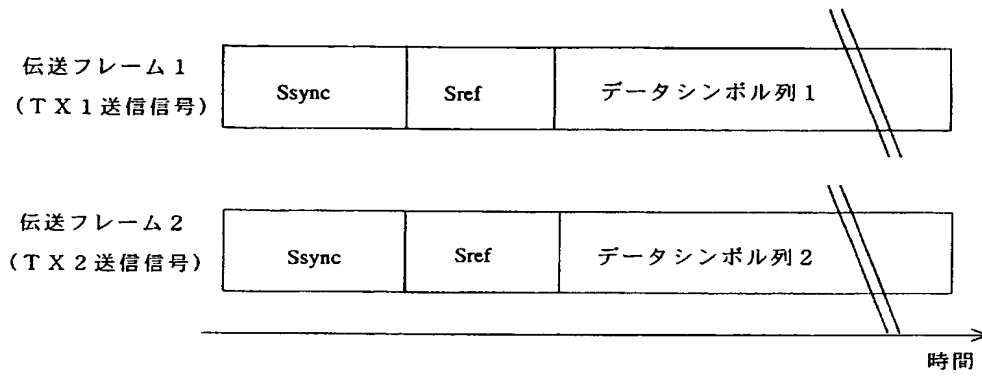 伝送フレーム1
(TX1送信信号)
Ssync
Sref
データシンボル列1
伝送フレーム2
(TX2送信信号)
Ssync
Sref
データシンボル列2
時間